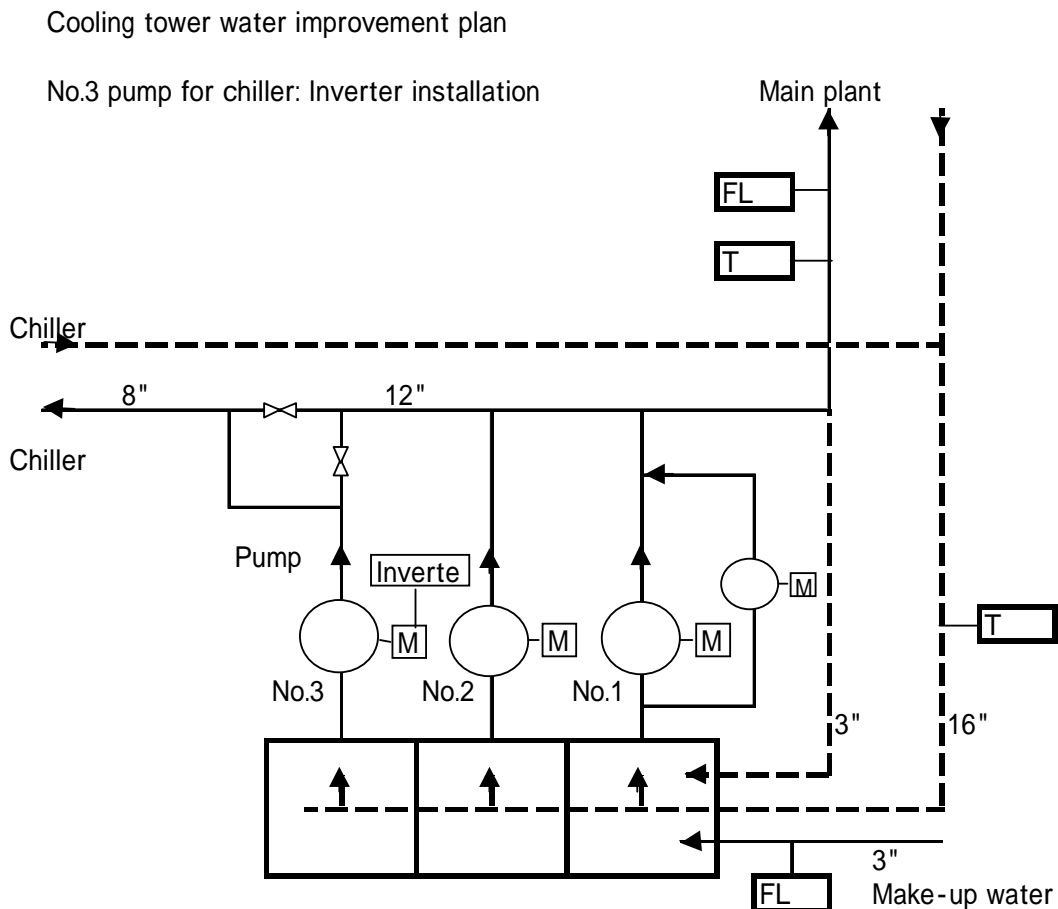 Cooling tower water improvement plan
No.3 pump for chiller: Inverter installation
Main plant
FL
T
Chiller
8"
12"
Chiller
Pump
Inverte
M
M
M
M
T
No.3
No.2
No.1
3"
16"
3"
FL
Make-up water